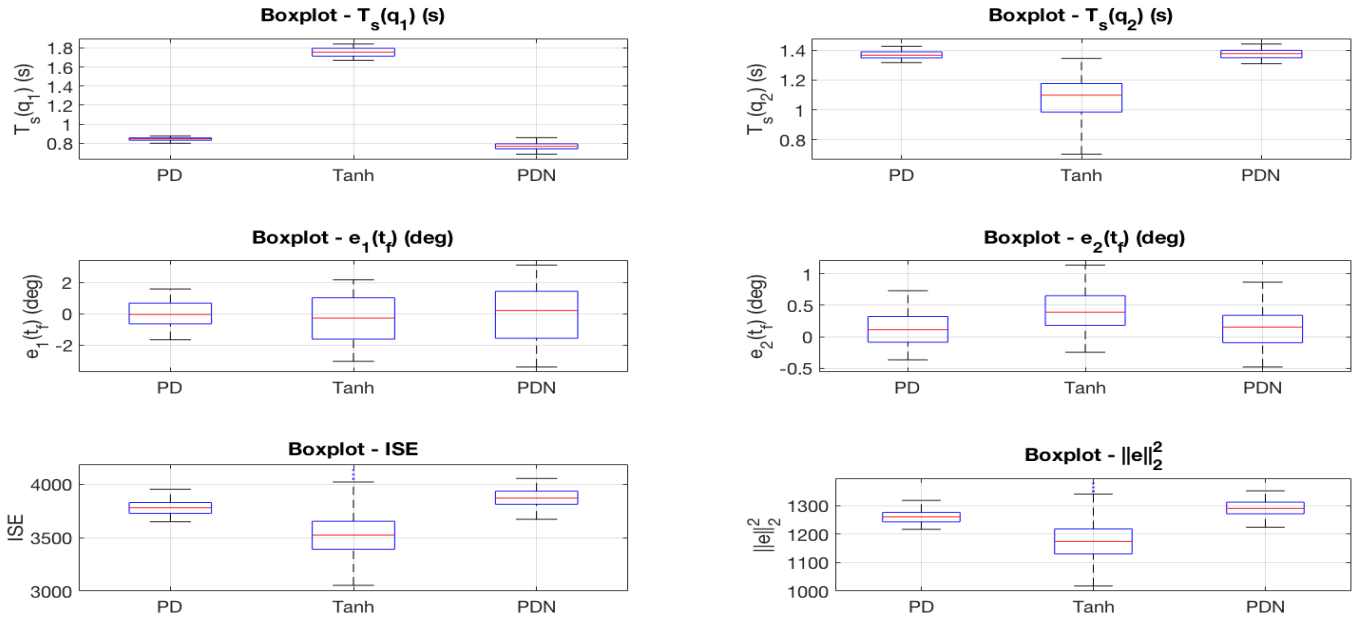 Boxplot - T_s(q_1) (s)
T_s(q_1) (s)
1.8
1.6
1.4
1.2
1
0.8
PD Tanh PDN
Boxplot - T_s(q_2) (s)
T_s(q_2) (s)
1.4
1.2
1
0.8
PD Tanh PDN
Boxplot - e_1(t_f) (deg)
e_1(t_f) (deg)
2
0
-2
PD Tanh PDN
Boxplot - e_2(t_f) (deg)
e_2(t_f) (deg)
1
0.5
0
-0.5
PD Tanh PDN
Boxplot - ISE
ISE
4000
3500
3000
PD Tanh PDN
Boxplot - ||e||_2^2
||e||_2^2
1300
1200
1100
1000
PD Tanh PDN